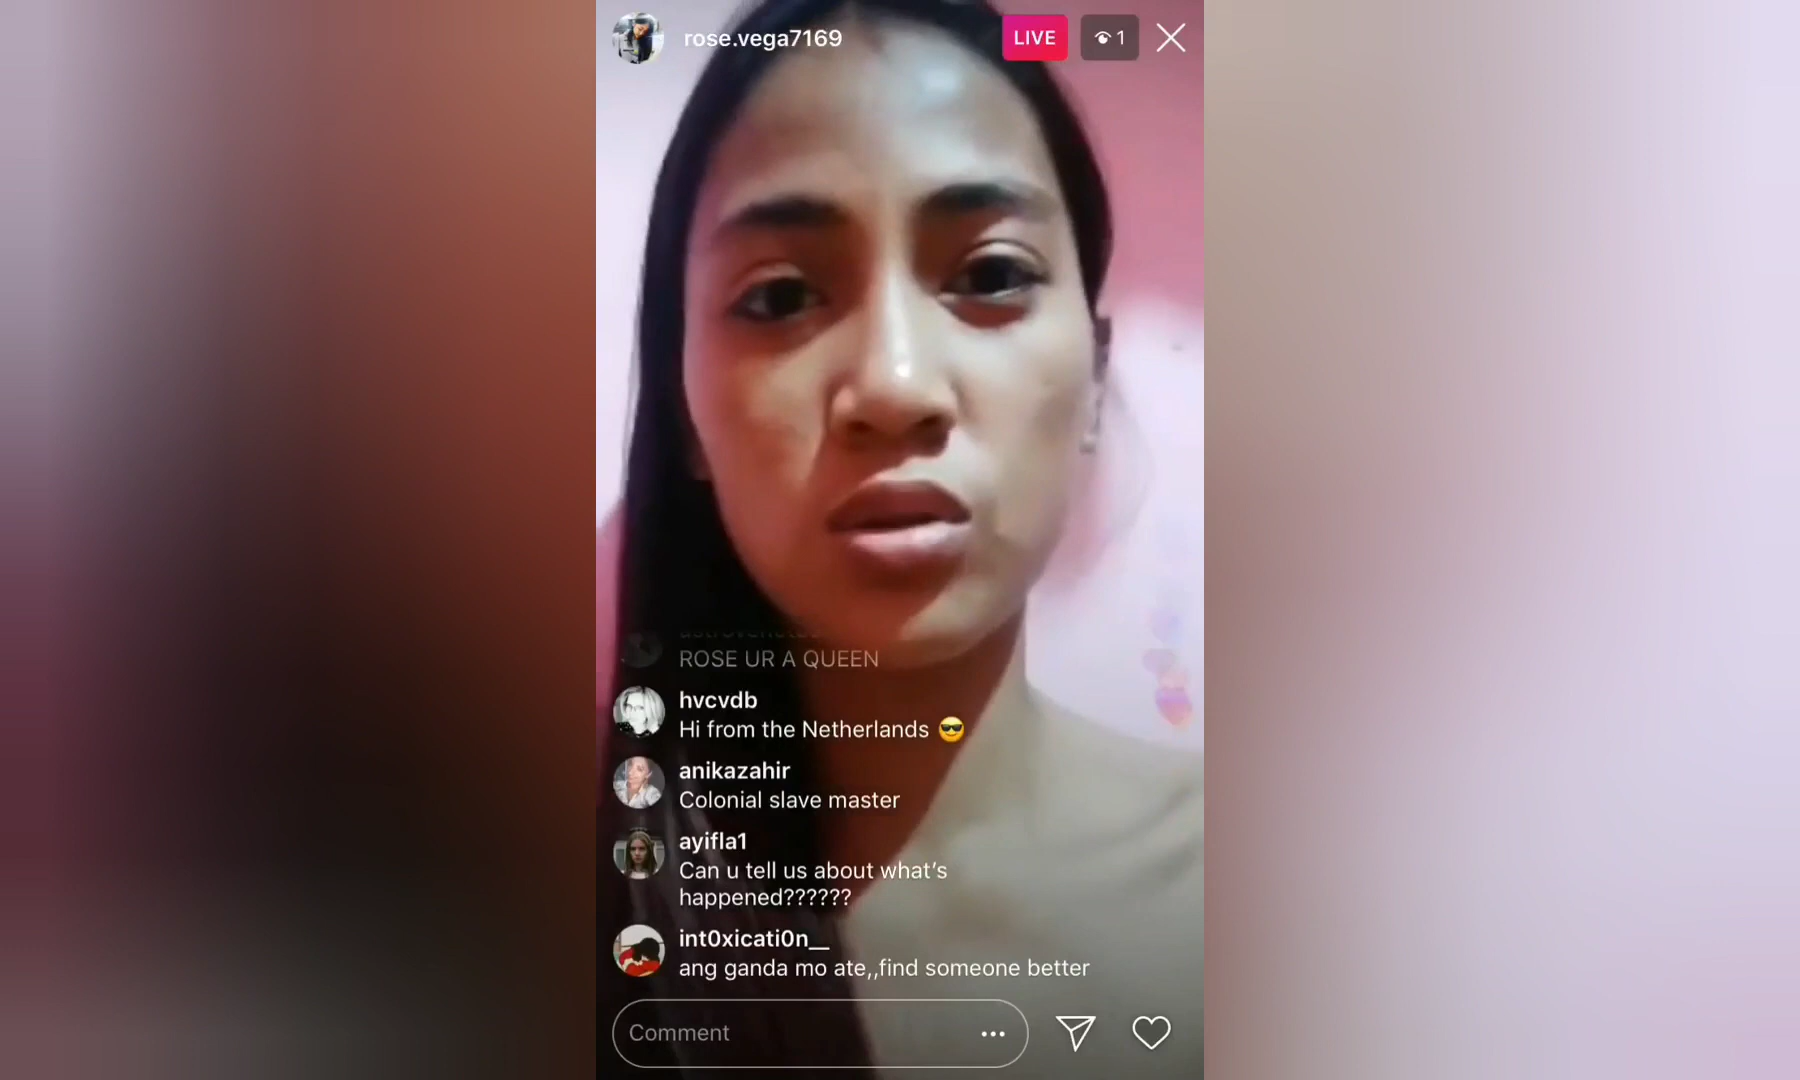 rose.vega7169
LIVE
1
ROSE UR A QUEEN
hvcvdb
Hi from the Netherlands 😎
anikazahir
Colonial slave master
ayifla1
Can u tell us about what's
happened??????
int0xicati0n__
ang ganda mo ate,,find someone better
Comment